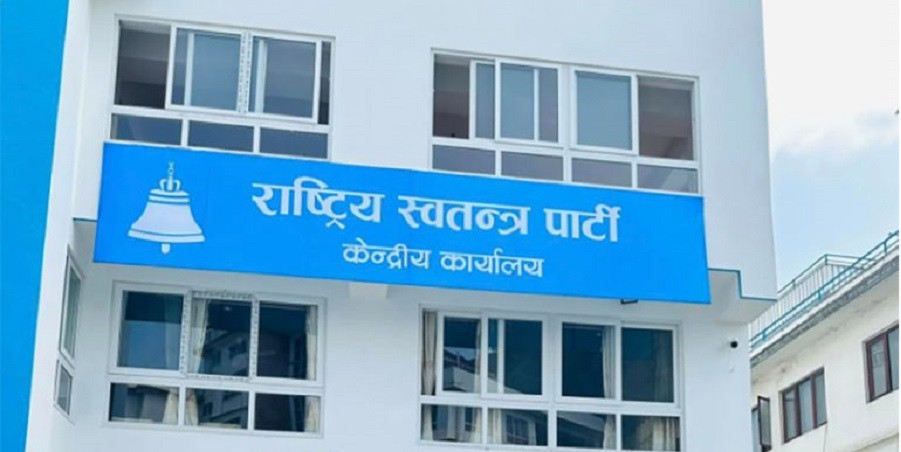 राष्ट्रिय स्वतन्त्र पार्टी
केन्द्रीय कार्यालय